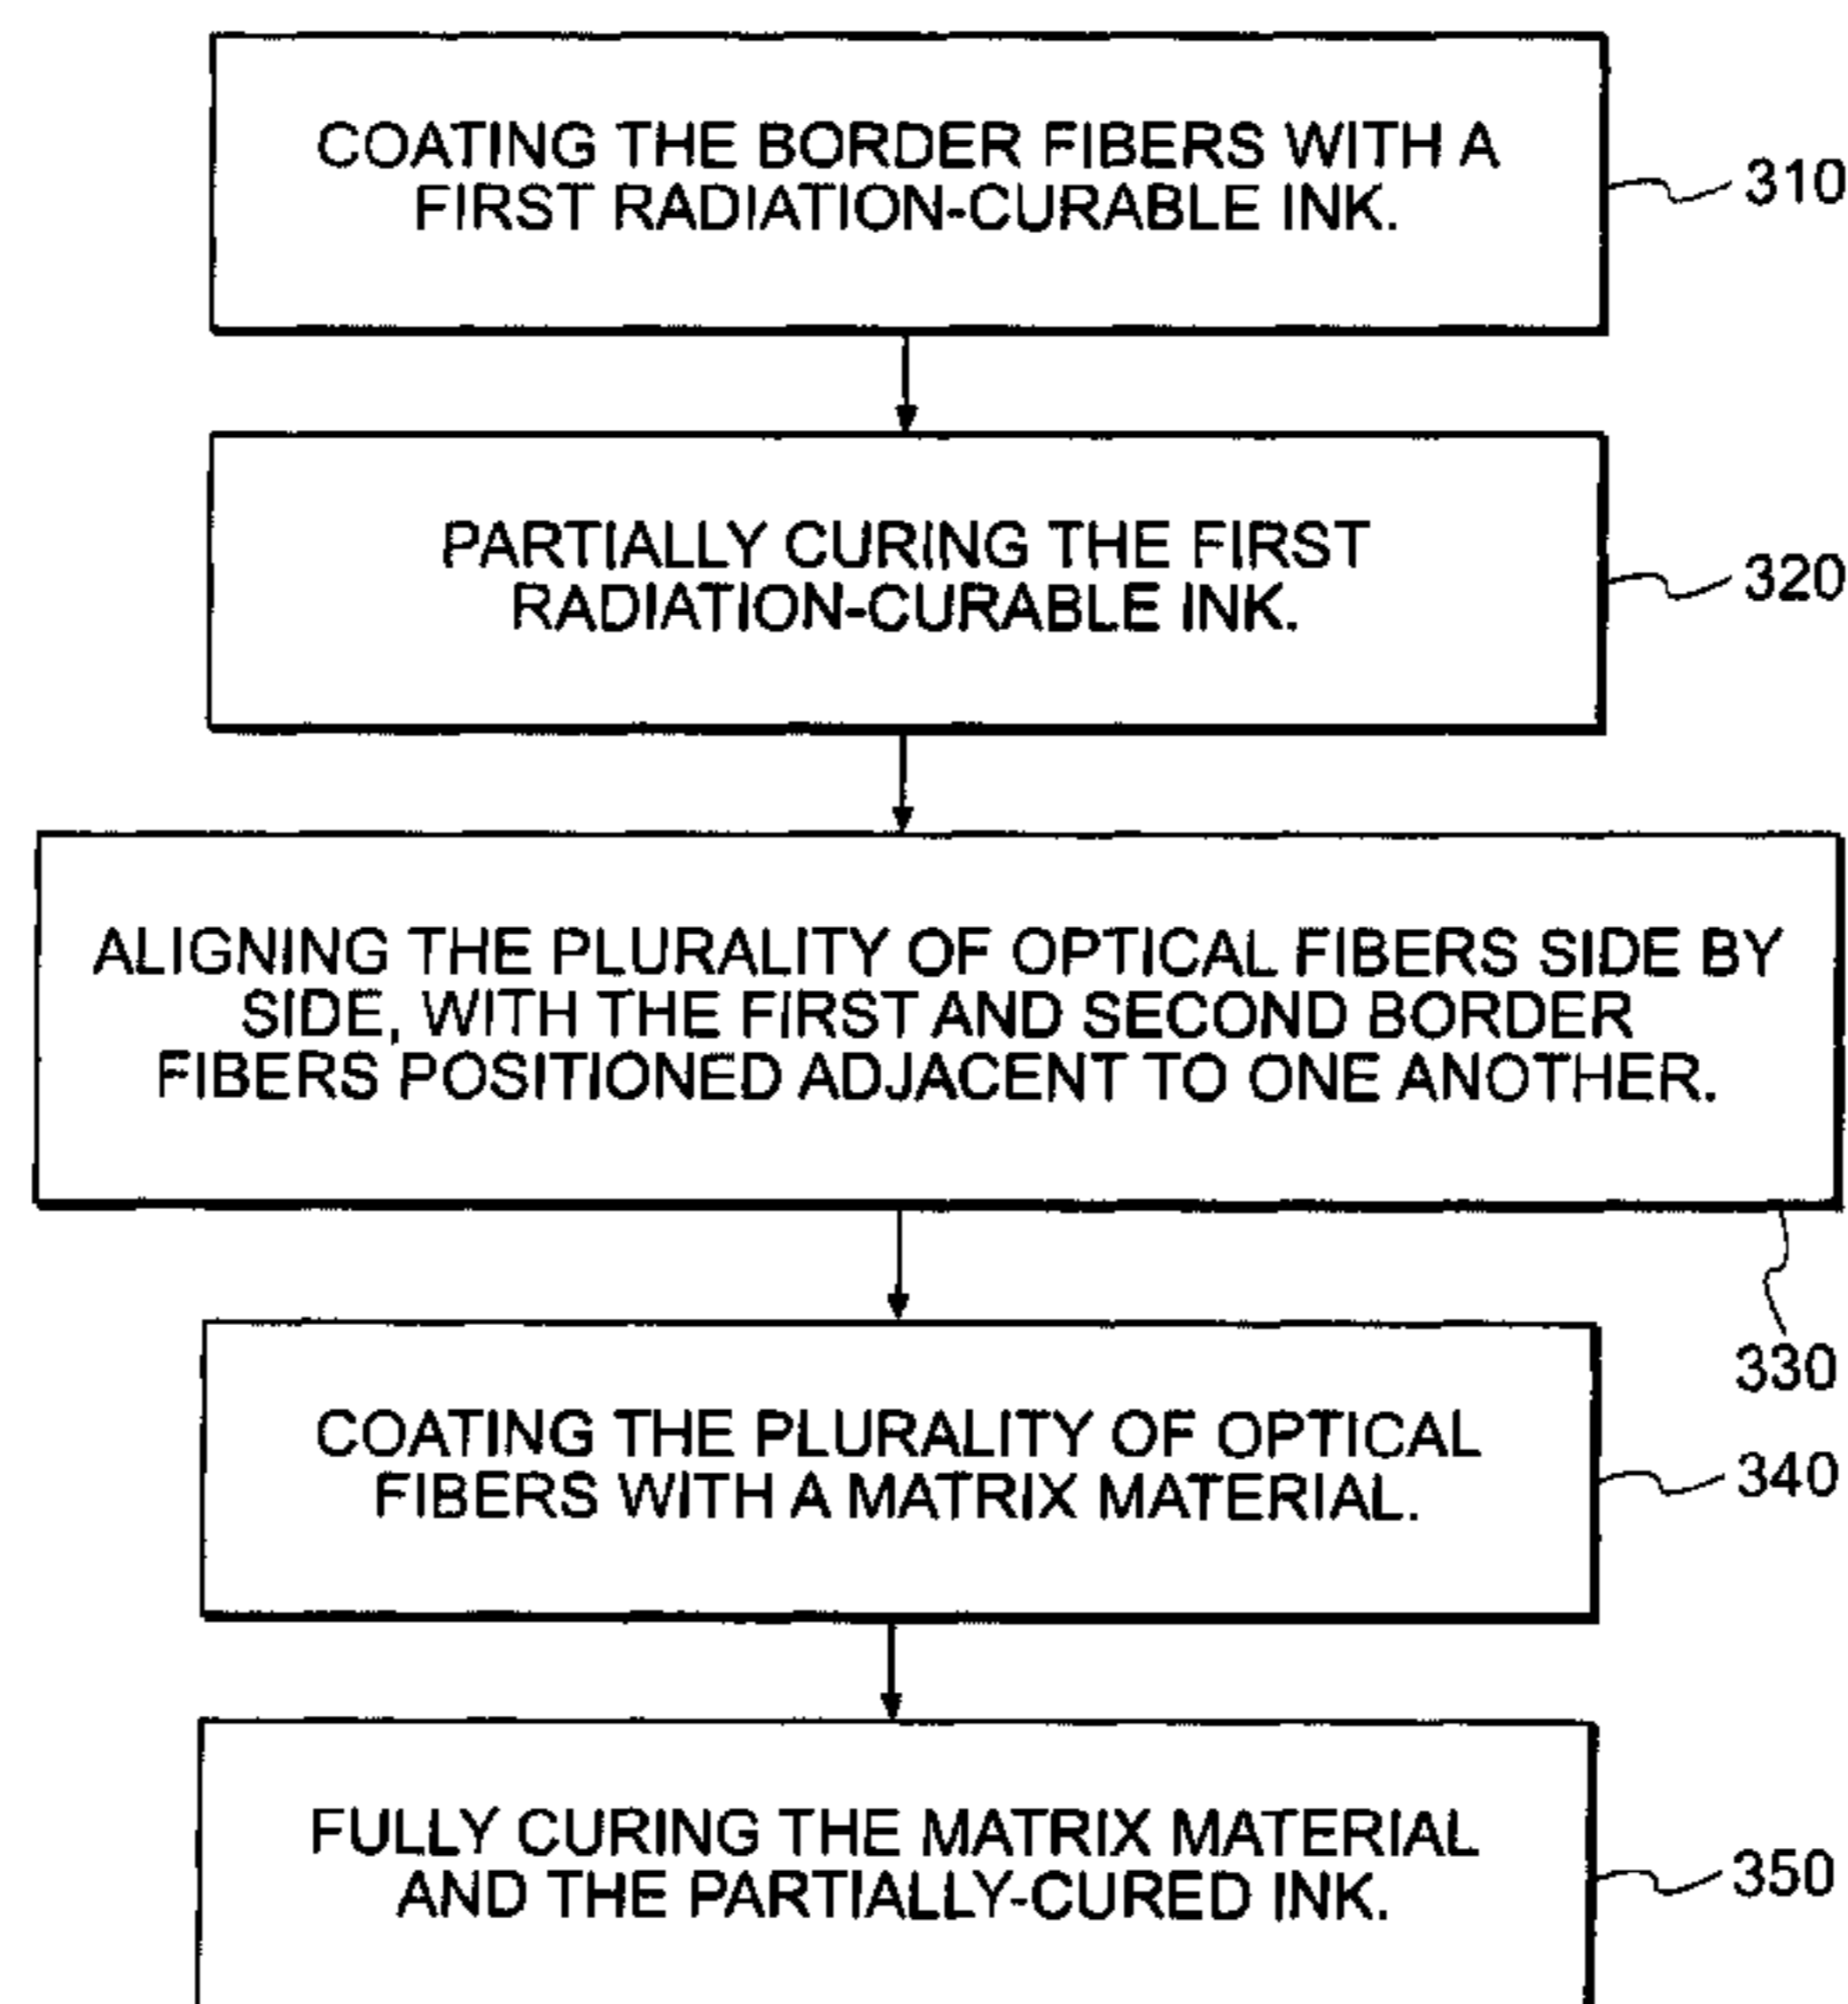 COATING THE BORDER FIBERS WITH A
FIRST RADIATION-CURABLE INK.
310
PARTIALLY CURING THE FIRST
RADIATION-CURABLE INK.
320
ALIGNING THE PLURALITY OF OPTICAL FIBERS SIDE BY
SIDE, WITH THE FIRST AND SECOND BORDER
FIBERS POSITIONED ADJACENT TO ONE ANOTHER.
330
COATING THE PLURALITY OF OPTICAL
FIBERS WITH A MATRIX MATERIAL.
340
FULLY CURING THE MATRIX MATERIAL
AND THE PARTIALLY-CURED INK.
350